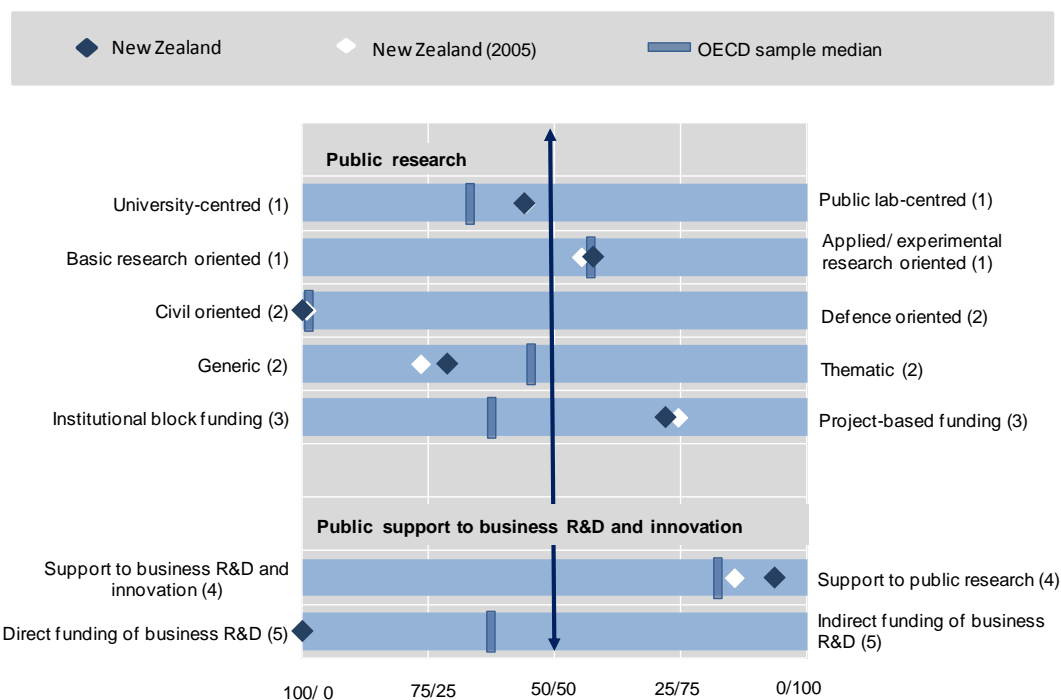 New Zealand
New Zealand (2005)
OECD sample median
Public research
University-centred (1)
Public lab-centred (1)
Basic research oriented (1)
Applied/ experimental
research oriented (1)
Civil oriented (2)
Defence oriented (2)
Generic (2)
Thematic (2)
Institutional block funding (3)
Project-based funding (3)
Public support to business R&D and innovation
Support to business R&D and
innovation (4)
Support to public research (4)
Direct funding of business R&D (5)
Indirect funding of business
R&D (5)
100/ 0
75/25
50/50
25/75
0/100